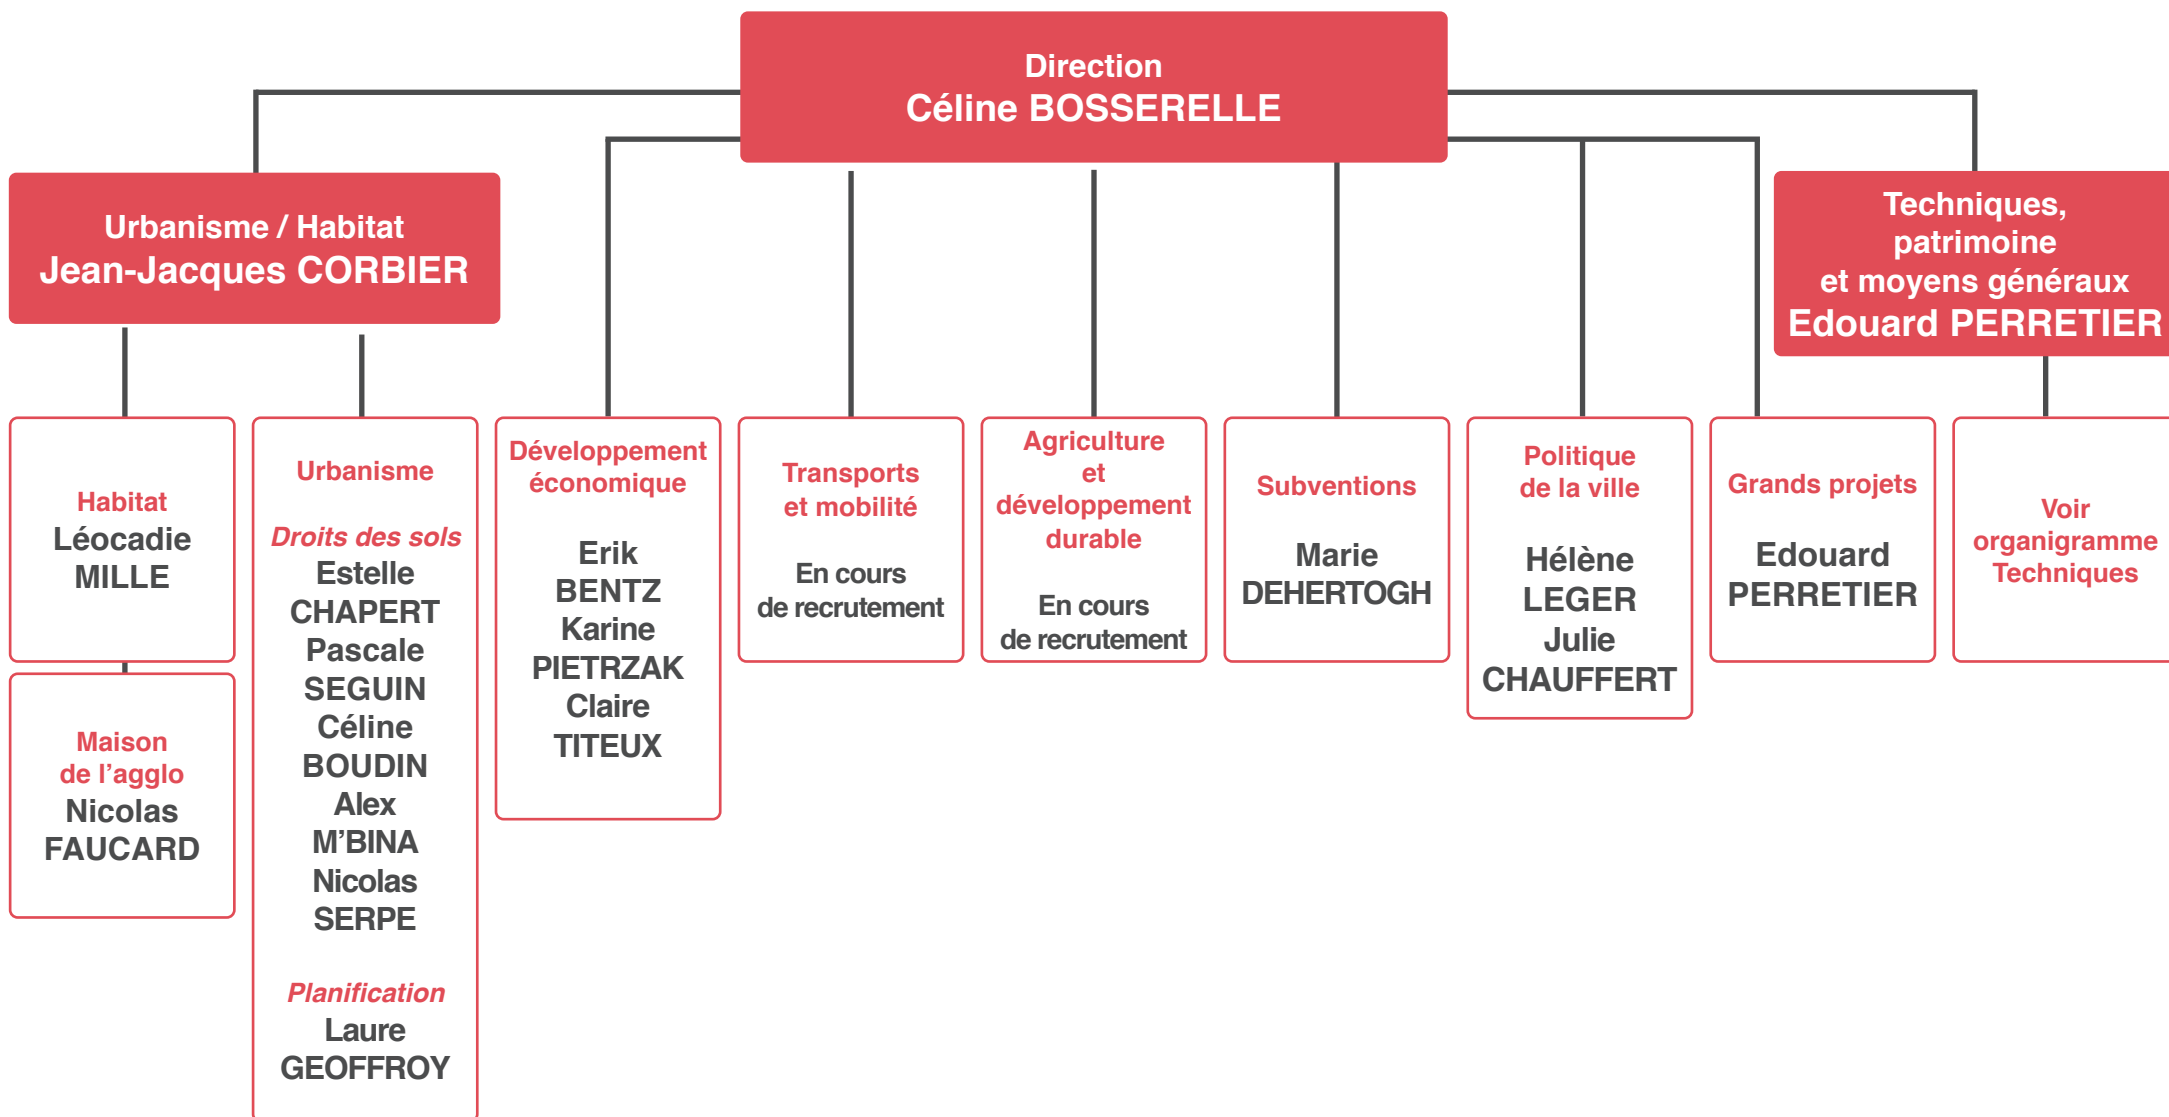 Direction
Céline BOSSERELLE
Urbanisme / Habitat
Jean-Jacques CORBIER
Techniques,
patrimoine
et moyens généraux
Edouard PERRETIER
Habitat
Léocadie
MILLE
Maison
de l’agglo
Nicolas
FAUCARD
Urbanisme
Droits des sols
Estelle
CHAPERT
Pascale
SEGUIN
Céline
BOUDIN
Alex
M’BINA
Nicolas
SERPE
Planification
Laure
GEOFFROY
Développement
économique
Erik
BENTZ
Karine
PIETRZAK
Claire
TITEUX
Transports
et mobilité
En cours
de recrutement
Agriculture
et
développement
durable
En cours
de recrutement
Subventions
Marie
DEHERTOGH
Politique
de la ville
Hélène
LEGER
Julie
CHAUFFERT
Grands projets
Edouard
PERRETIER
Voir
organigramme
Techniques